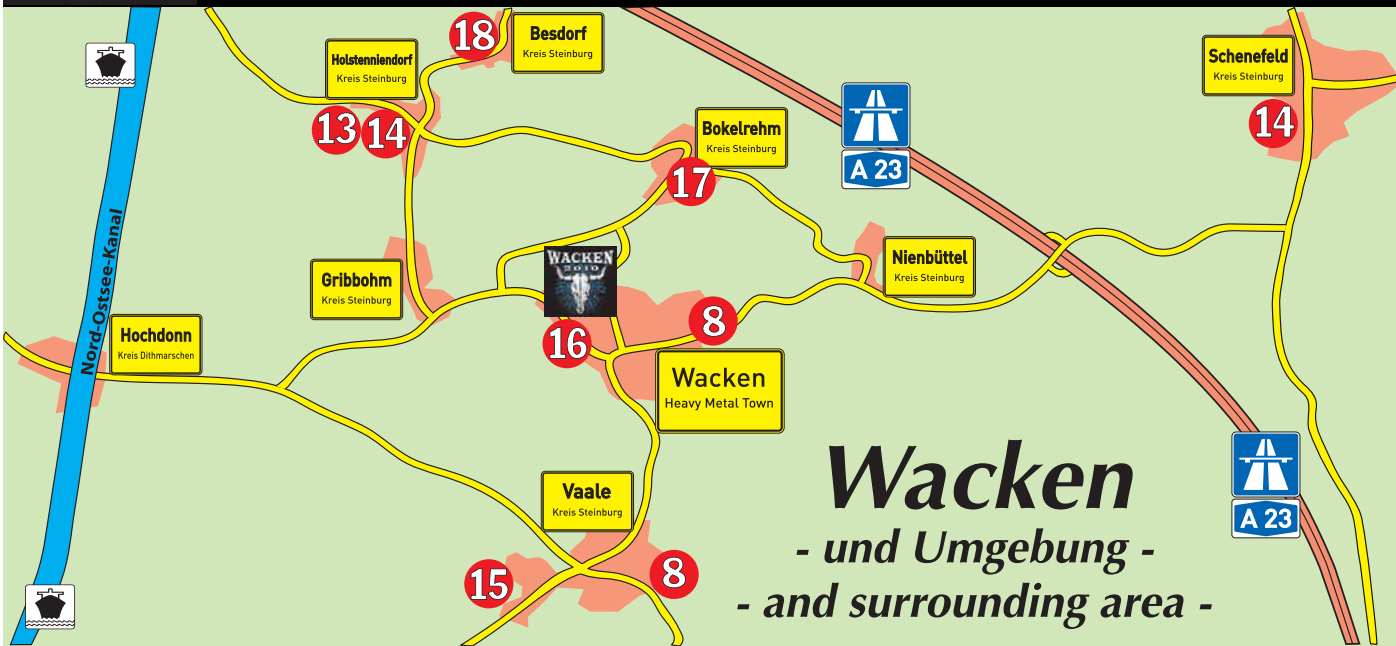 18
Besdorf
Kreis Steinburg
Holstenniendorf
Kreis Steinburg
13
14
Schenefeld
Kreis Steinburg
14
Bokelrehm
Kreis Steinburg
17
A 23
Nord-Ostsee-Kanal
Gribbohm
Kreis Steinburg
WACKEN
2010
Nienbüttel
Kreis Steinburg
Hochdonn
Kreis Dithmarschen
16
8
Wacken
Heavy Metal Town
Vaale
Kreis Steinburg
15
8
A 23
Wacken
- und Umgebung -
- and surrounding area -